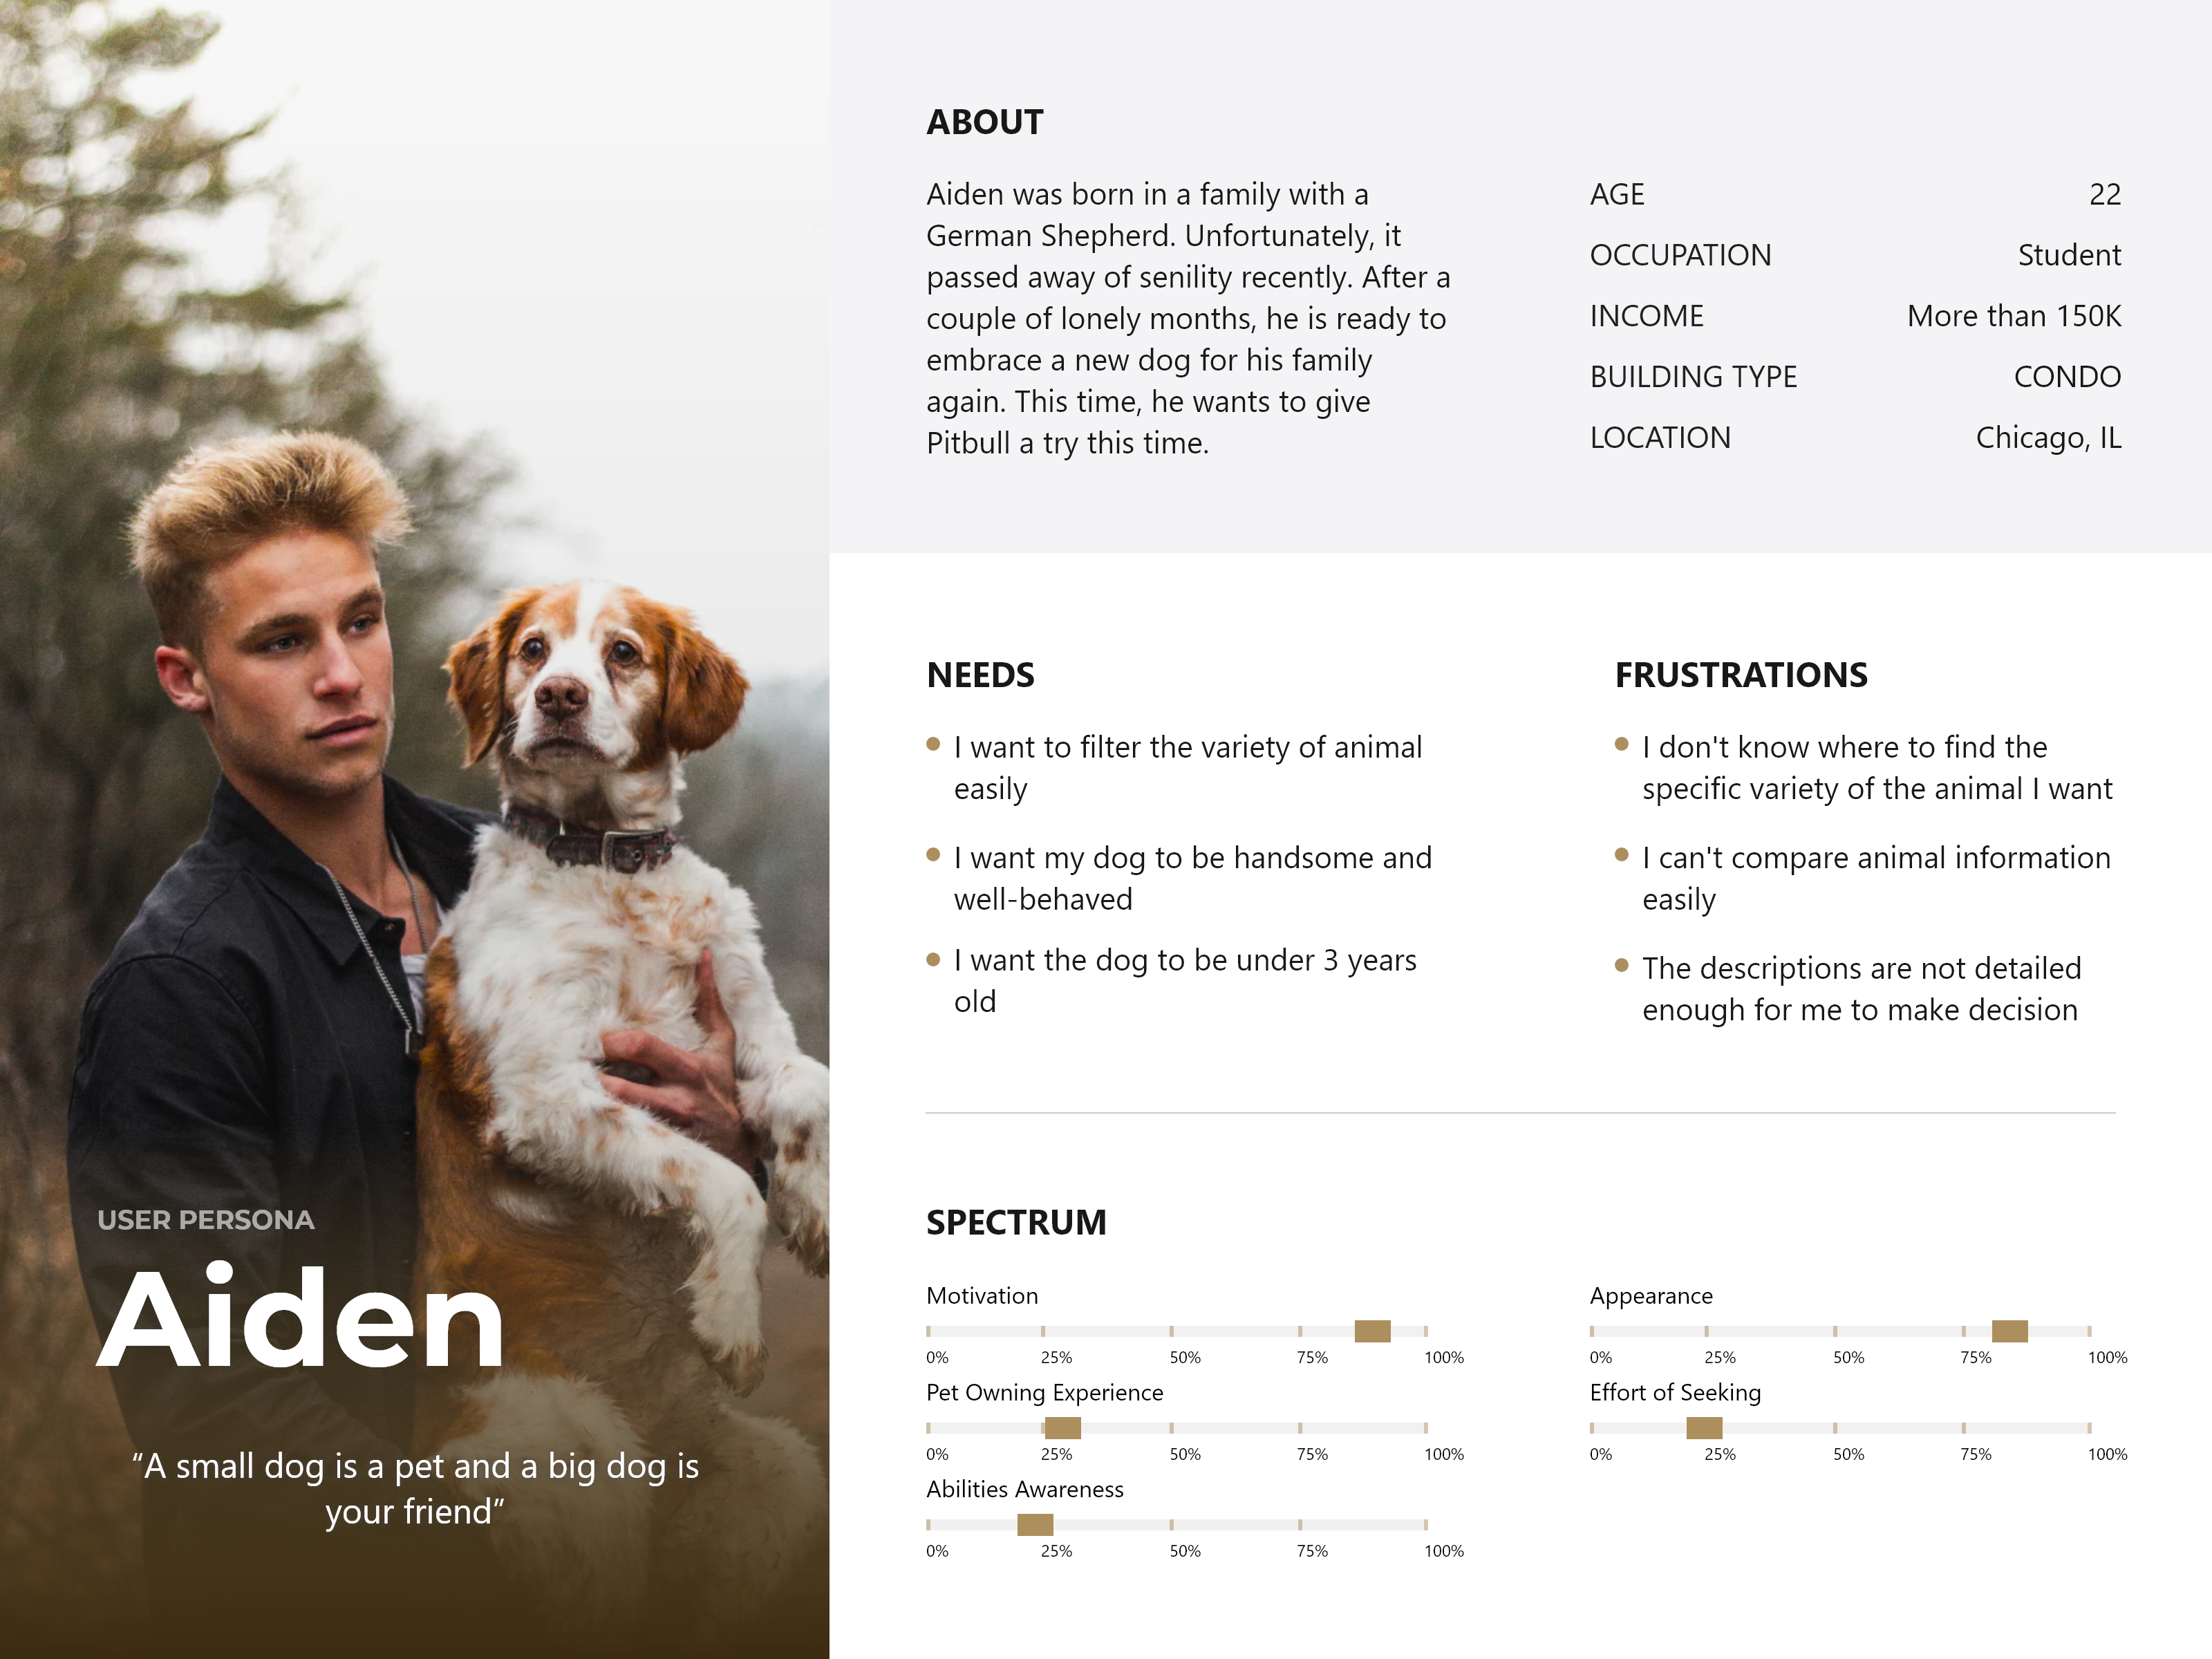 USER PERSONA
Aiden
“A small dog is a pet and a big dog is
your friend”
ABOUT
Aiden was born in a family with a
German Shepherd. Unfortunately, it
passed away of senility recently. After a
couple of lonely months, he is ready to
embrace a new dog for his family
again. This time, he wants to give
Pitbull a try this time.
AGE 22
OCCUPATION Student
INCOME More than 150K
BUILDING TYPE CONDO
LOCATION Chicago, IL
NEEDS
I want to filter the variety of animal
easily
I want my dog to be handsome and
well-behaved
I want the dog to be under 3 years
old
FRUSTRATIONS
I don't know where to find the
specific variety of the animal I want
I can't compare animal information
easily
The descriptions are not detailed
enough for me to make decision
SPECTRUM
Motivation
0% 25% 50% 75% 100%
Pet Owning Experience
0% 25% 50% 75% 100%
Abilities Awareness
0% 25% 50% 75% 100%
Appearance
0% 25% 50% 75% 100%
Effort of Seeking
0% 25% 50% 75% 100%